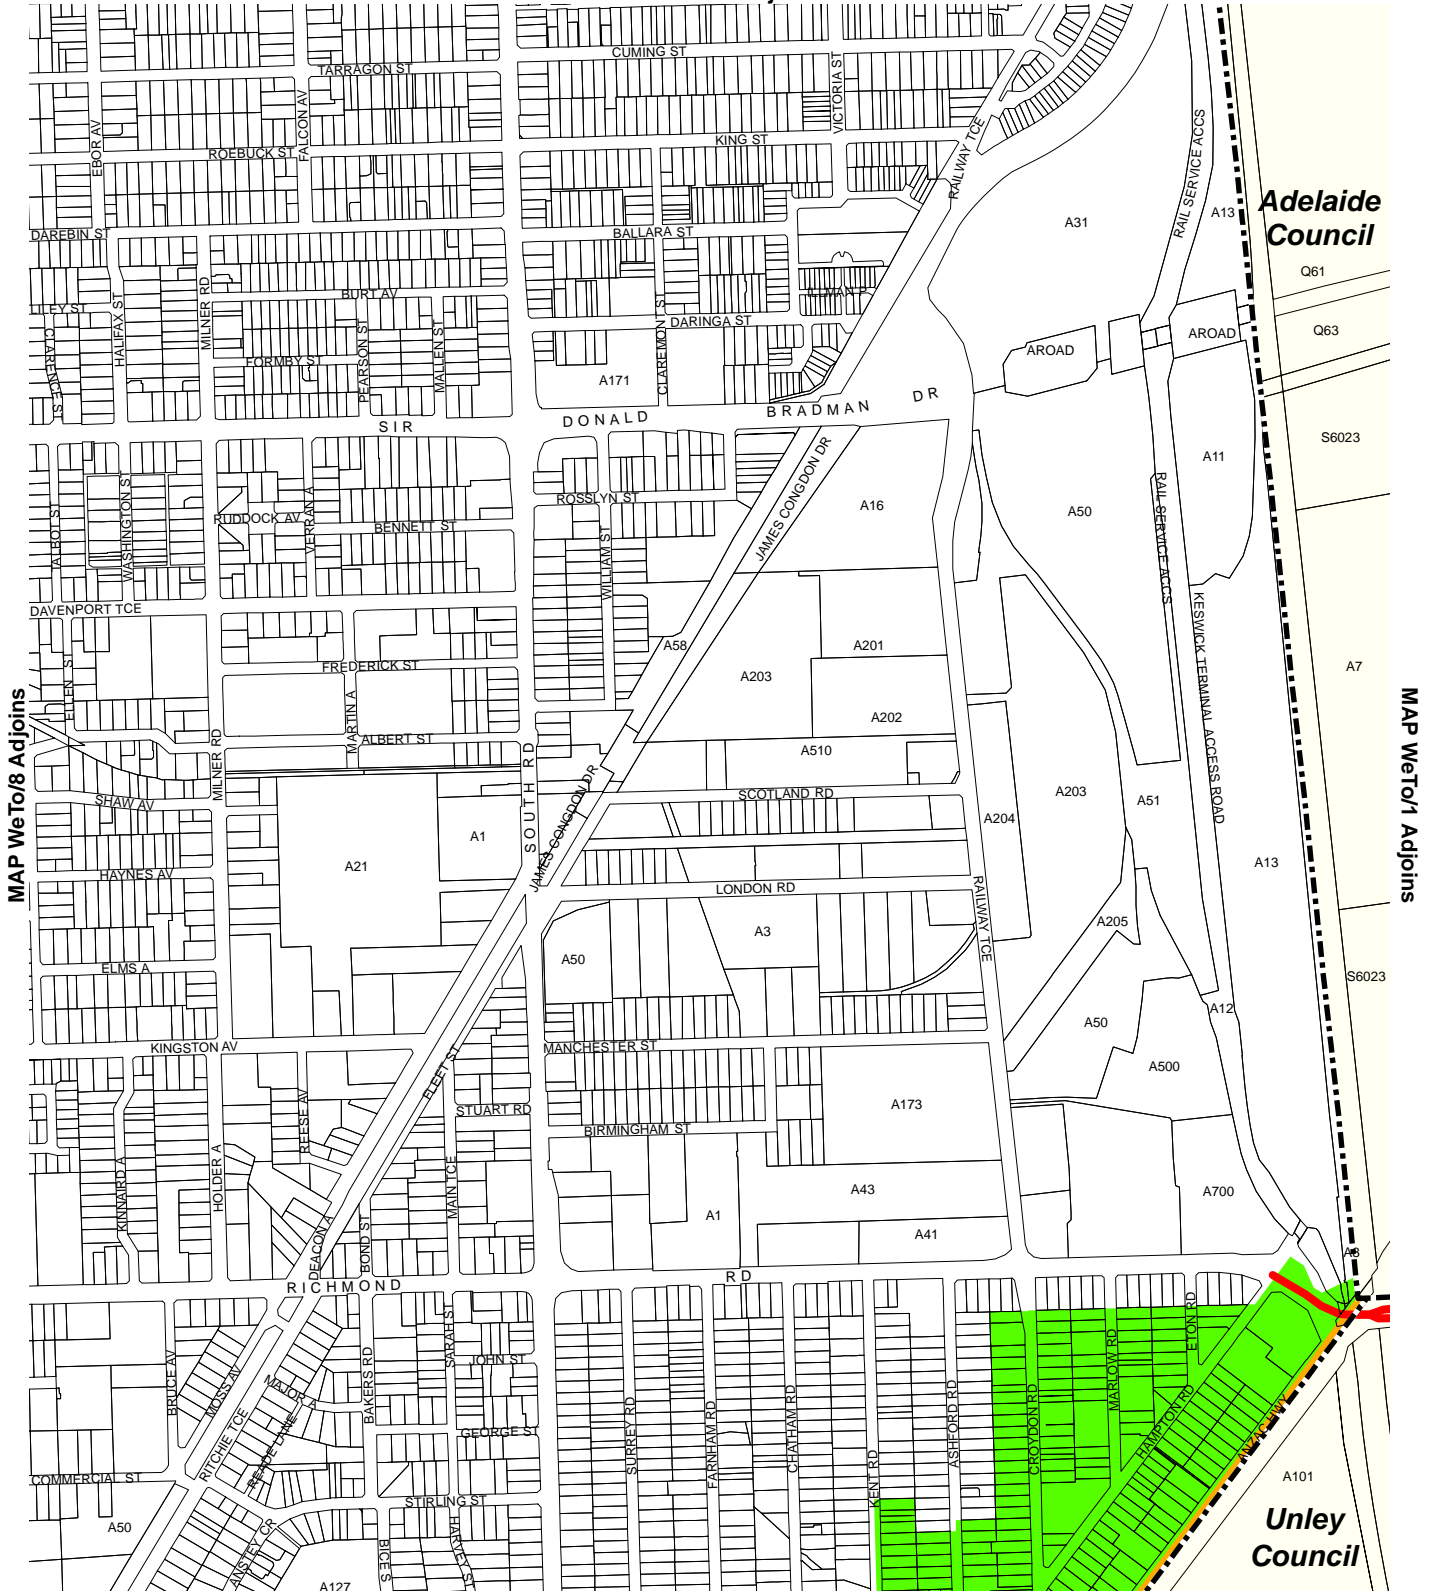 CUMING ST
TARRAGON ST
VICTORIA ST
EBOR AV
FALCON AV
KING ST
ROEBUCK ST
RAILWAY TCE
RAIL SERVICE ACCS
A31
A13
Adelaide
Council
DAREBIN ST
BALLARA ST
Q61
BURT AV
HALIFAX ST
MILNER RD
DARINGA ST
CLAREMONT ST
Q63
AROAD
AROAD
CLARENCE ST
FORMBY ST
PEARSON ST
MALLEN ST
A171
SIR
DONALD
BRADMAN
DR
S6023
A11
JAMES CONGDON DR
ROSSLYN ST
A16
A50
RAIL SERVICE ACCS
WASHINGTON ST
RUDDOCK AV
VERRAN A
BENNETT ST
WILLIAM ST
DAVENPORT TCE
KESWICK TERMINAL ACCESS ROAD
A58
A201
FREDERICK ST
A203
A7
ELLEN ST
MARTIN A
A202
MAP WeTo/8 Adjoins
MAP WeTo/1 Adjoins
ALBERT ST
MILNER RD
SOUTH RD
A510
SHAW AV
JAMES CONGDON DR
SCOTLAND RD
A203
A51
A204
A1
A21
A13
HAYNES AV
LONDON RD
RAILWAY TCE
A205
A3
A50
ELMS A
S6023
A12
A50
KINGSTON AV
MANCHESTER ST
FLEET ST
A500
REESE AV
STUART RD
A173
BIRMINGHAM ST
KINNAIRD A
HOLDER A
MAIN TCE
A43
A700
A1
A41
DEACON A
BOND ST
A8
RICHMOND
RD
ETON RD
SARAH ST
JOHN ST
BRUCE AV
MOSS AV
BAKERS RD
MAJOR A
MARLOW RD
HAMPTON RD
ANZAC HWY
READE LANE
RITCHIE TCE
GEORGE ST
SURREY RD
FARNHAM RD
CHATHAM RD
KENT RD
ASHFORD RD
CROYDON RD
COMMERCIAL ST
A101
STIRLING ST
A50
ANSTEY CR
BICE S
HARVEY S
Unley
Council
A127